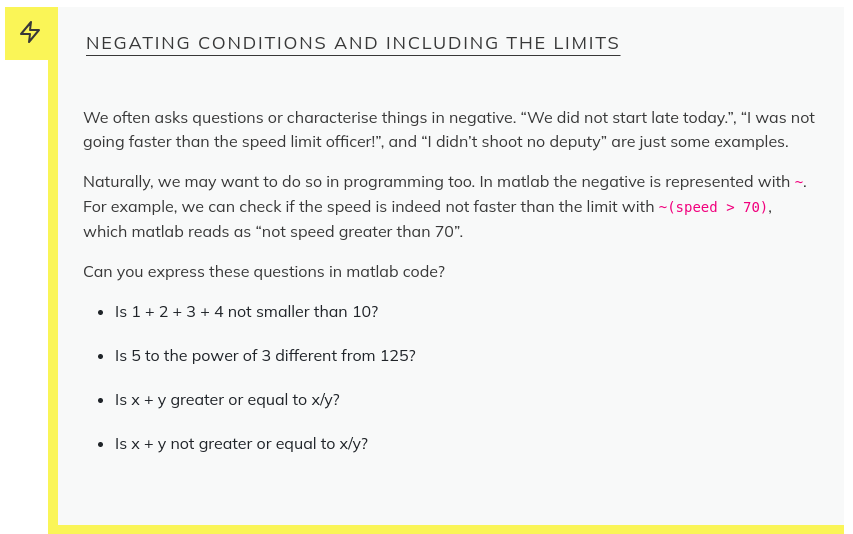 NEGATING CONDITIONS AND INCLUDING THE LIMITS
We often asks questions or characterise things in negative. “We did not start late today.”, “I was not
going faster than the speed limit officer!”, and “I didn’t shoot no deputy” are just some examples.
Naturally, we may want to do so in programming too. In matlab the negative is represented with ~.
For example, we can check if the speed is indeed not faster than the limit with ~(speed > 70),
which matlab reads as “not speed greater than 70”.
Can you express these questions in matlab code?
• Is 1 + 2 + 3 + 4 not smaller than 10?
• Is 5 to the power of 3 different from 125?
• Is x + y greater or equal to x/y?
• Is x + y not greater or equal to x/y?